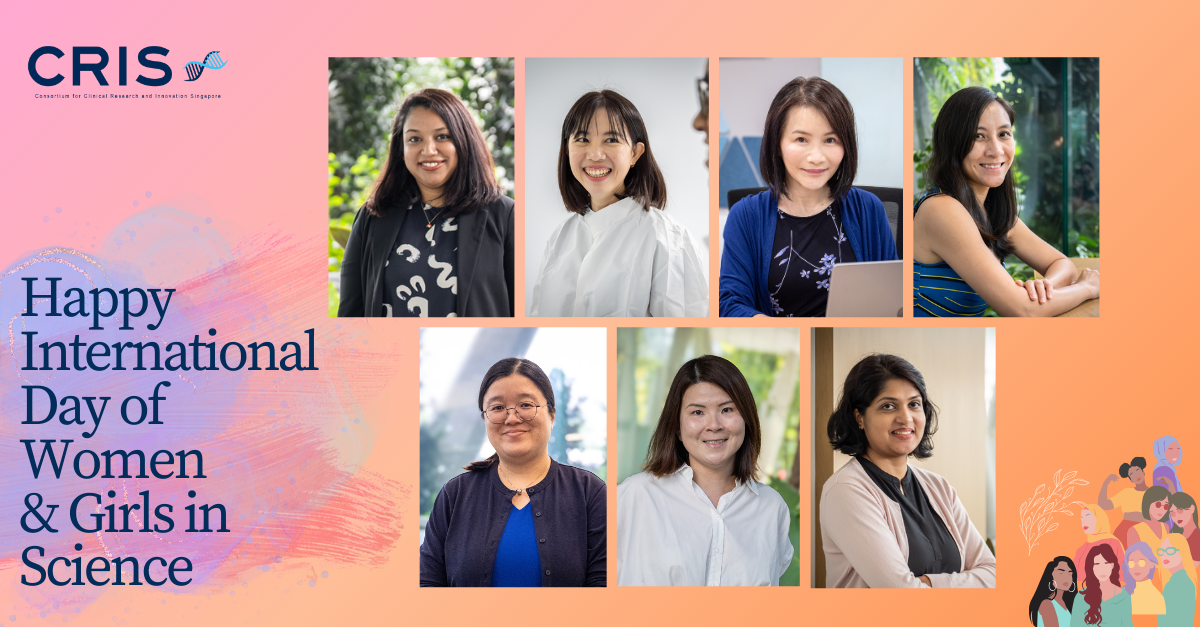 CRIS
Consortium for Clinical Research and Innovation Singapore
Happy
International
Day of
Women
& Girls in
Science